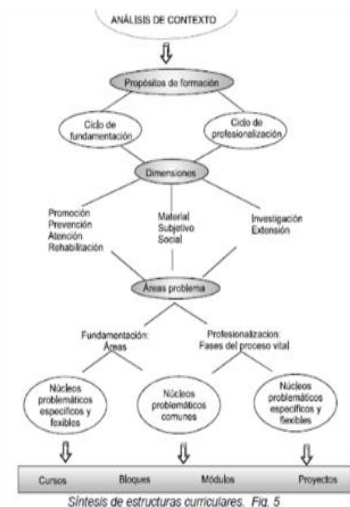 ANÁLISIS DE CONTEXTO
Propósitos de formación
Ciclo de
fundamentación
Ciclo de
profesionalización
Dimensiones
Promoción
Prevención
Atención
Rehabilitación
Material
Subjetivo
Social
Investigación
Extensión
Áreas problema
Fundamentación:
Áreas
Profesionalizacion:
Fases del proceso vital
Núcleos
problemáticos
específicos y
flexibles
Núcleos
problemáticos
comunes
Núcleos
problemáticos
específicos y
flexibles
Cursos Bloques Módulos Proyectos
Síntesis de estructuras curriculares. Fig. 5